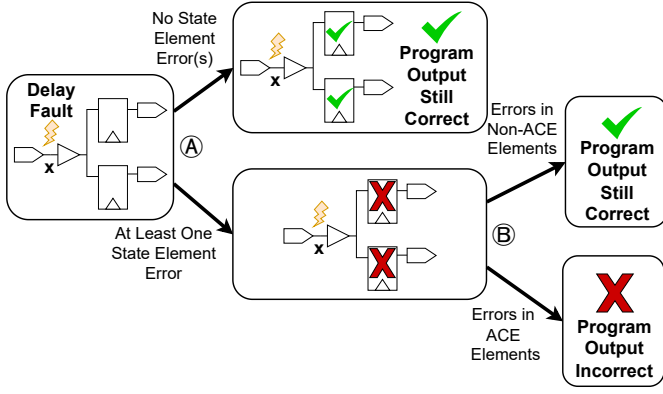 No State
Element
Error(s)
Program
Output
Still
Correct
x
Delay
Fault
x
Ⓐ
At Least One
State Element
Error
X
X
x
Ⓑ
Errors in
Non-ACE
Elements
Program
Output
Still
Correct
Errors in
ACE
Elements
X
Program
Output
Incorrect